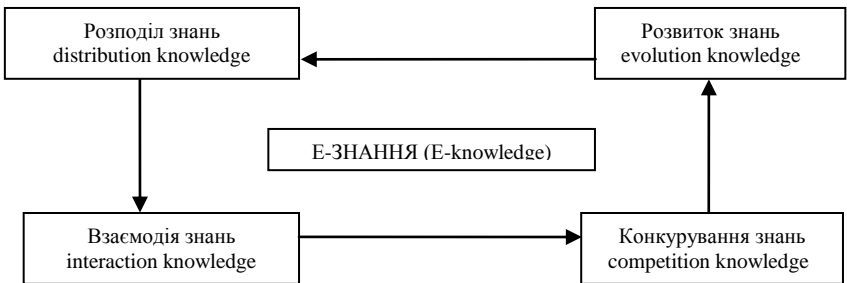 Розподіл знань
distribution knowledge
Розвиток знань
evolution knowledge
Е-ЗНАННЯ (E-knowledge)
Взаємодія знань
interaction knowledge
Конкурування знань
competition knowledge